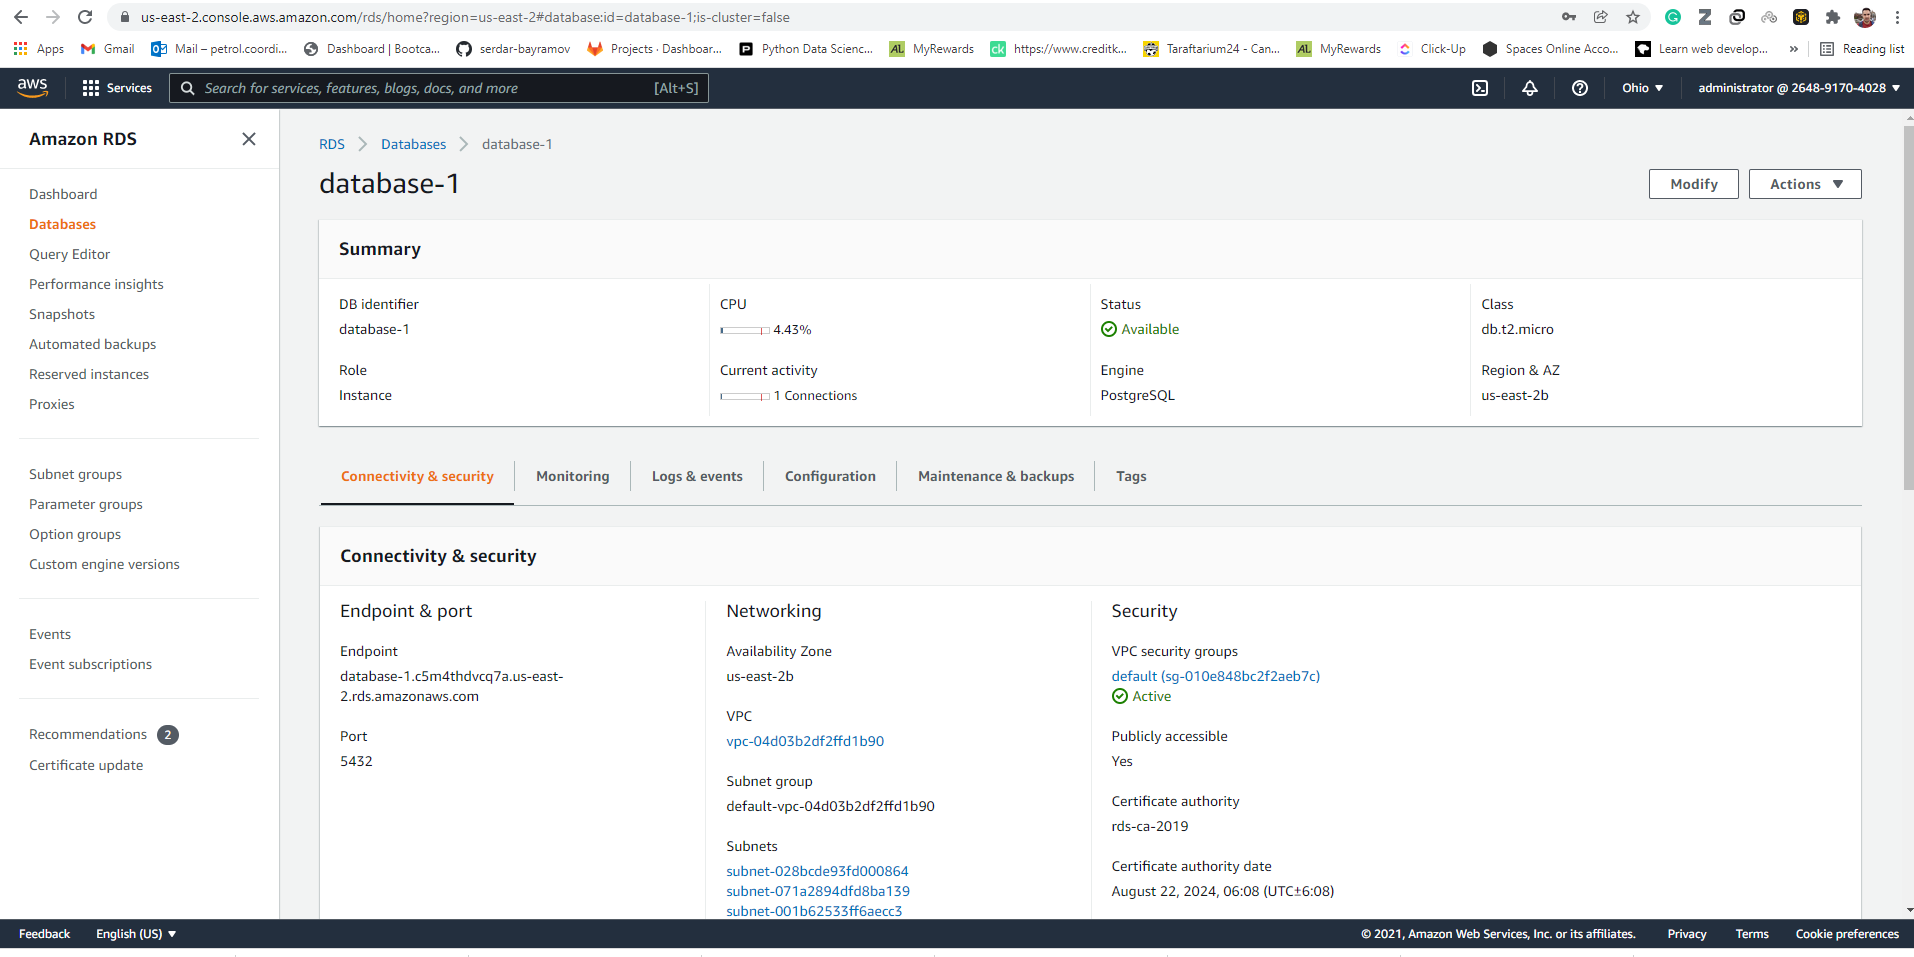 us-east-2.console.aws.amazon.com/rds/home?region=us-east-2#database:id=database-1;is-cluster=false
Apps Gmail Mail – petrol.coordi... Dashboard | Bootca... serdar-bayramov Projects · Dashboar... Python Data Scienc... MyRewards https://www.creditk... Taraftarium24 - Can... MyRewards Click-Up Spaces Online Acco... Learn web develop... » Reading list
aws Services Search for services, features, blogs, docs, and more [Alt+S] Ohio administrator @ 2648-9170-4028
Amazon RDS
Dashboard
Databases
Query Editor
Performance insights
Snapshots
Automated backups
Reserved instances
Proxies
Subnet groups
Parameter groups
Option groups
Custom engine versions
Events
Event subscriptions
Recommendations 2
Certificate update
RDS Databases database-1
database-1
Modify Actions
Summary
DB identifier
database-1
Role
Instance
CPU
4.43%
Current activity
1 Connections
Status
Available
Engine
PostgreSQL
Class
db.t2.micro
Region & AZ
us-east-2b
Connectivity & security Monitoring Logs & events Configuration Maintenance & backups Tags
Connectivity & security
Endpoint & port
Endpoint
database-1.c5m4thdvcq7a.us-east-
2.rds.amazonaws.com
Port
5432
Networking
Availability Zone
us-east-2b
VPC
vpc-04d03b2df2ffd1b90
Subnet group
default-vpc-04d03b2df2ffd1b90
Subnets
subnet-028bcde93fd000864
subnet-071a2894dfd8ba139
subnet-001b62533ff6aecc3
Security
VPC security groups
default (sg-010e848bc2f2aeb7c)
Active
Publicly accessible
Yes
Certificate authority
rds-ca-2019
Certificate authority date
August 22, 2024, 06:08 (UTC±6:08)
Feedback English (US) © 2021, Amazon Web Services, Inc. or its affiliates. Privacy Terms Cookie preferences